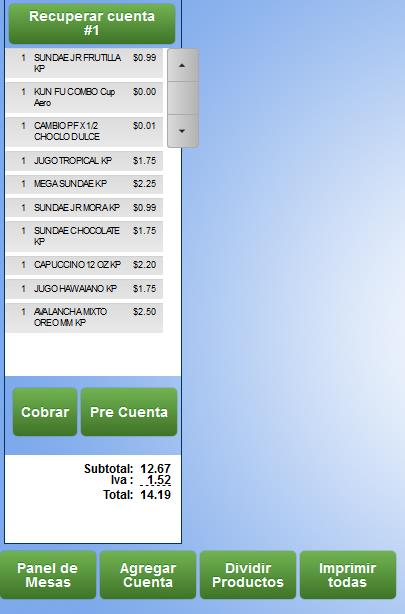 Recuperar cuenta
#1
1 SUNDAE JR FRUTILLA $0.99
KP
1 KUN FU COMBO Cup $0.00
Aero
1 CAMBIO PF X 1/2 $0.01
CHOCLO DULCE
1 JUGO TROPICAL KP $1.75
1 MEGA SUNDAE KP $2.25
1 SUNDAE JR MORA KP $0.99
1 SUNDAE CHOCOLATE $1.75
KP
1 CAPUCCINO 12 OZ KP $2.20
1 JUGO HAWAIANO KP $1.75
1 AVALANCHA MIXTO $2.50
OREO MM KP
Cobrar Pre Cuenta
Subtotal: 12.67
Iva : 1.52
Total: 14.19
Panel de Mesas
Agregar Cuenta
Dividir Productos
Imprimir todas